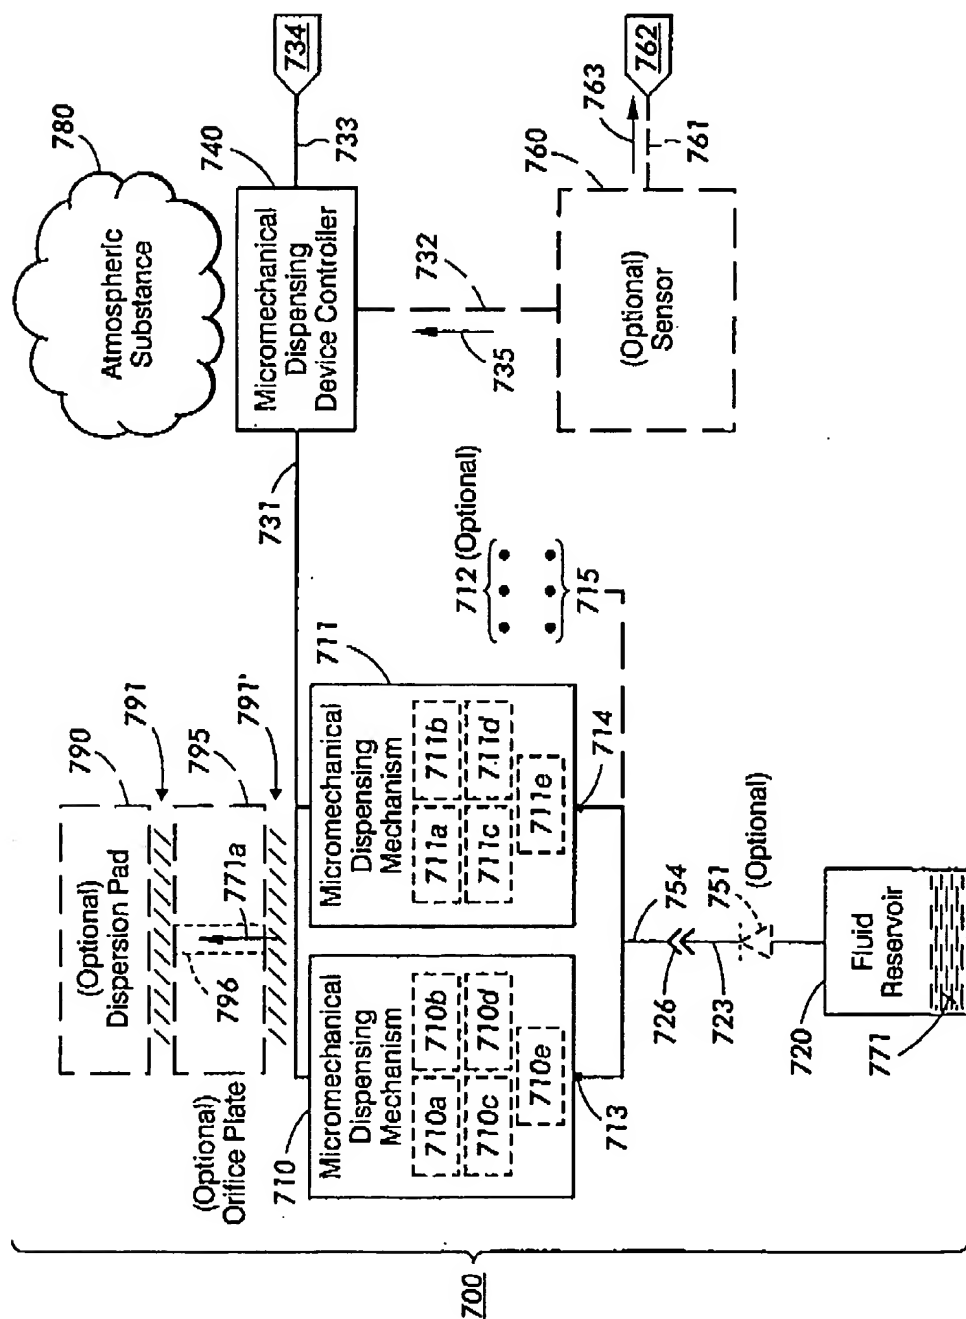 700
(Optional)
Dispersion Pad
790
791
(Optional)
Orifice Plate
795
796
771a
791'
710
Micromechanical
Dispensing
Mechanism
710a
710b
710c
710d
710e
713
711
Micromechanical
Dispensing
Mechanism
711a
711b
711c
711d
711e
714
712 (Optional)
715
731
780
Atmospheric
Substance
740
Micromechanical
Dispensing
Device Controller
733
734
732
735
760
(Optional)
Sensor
763
762
761
754
726
723
751
(Optional)
720
Fluid
Reservoir
771